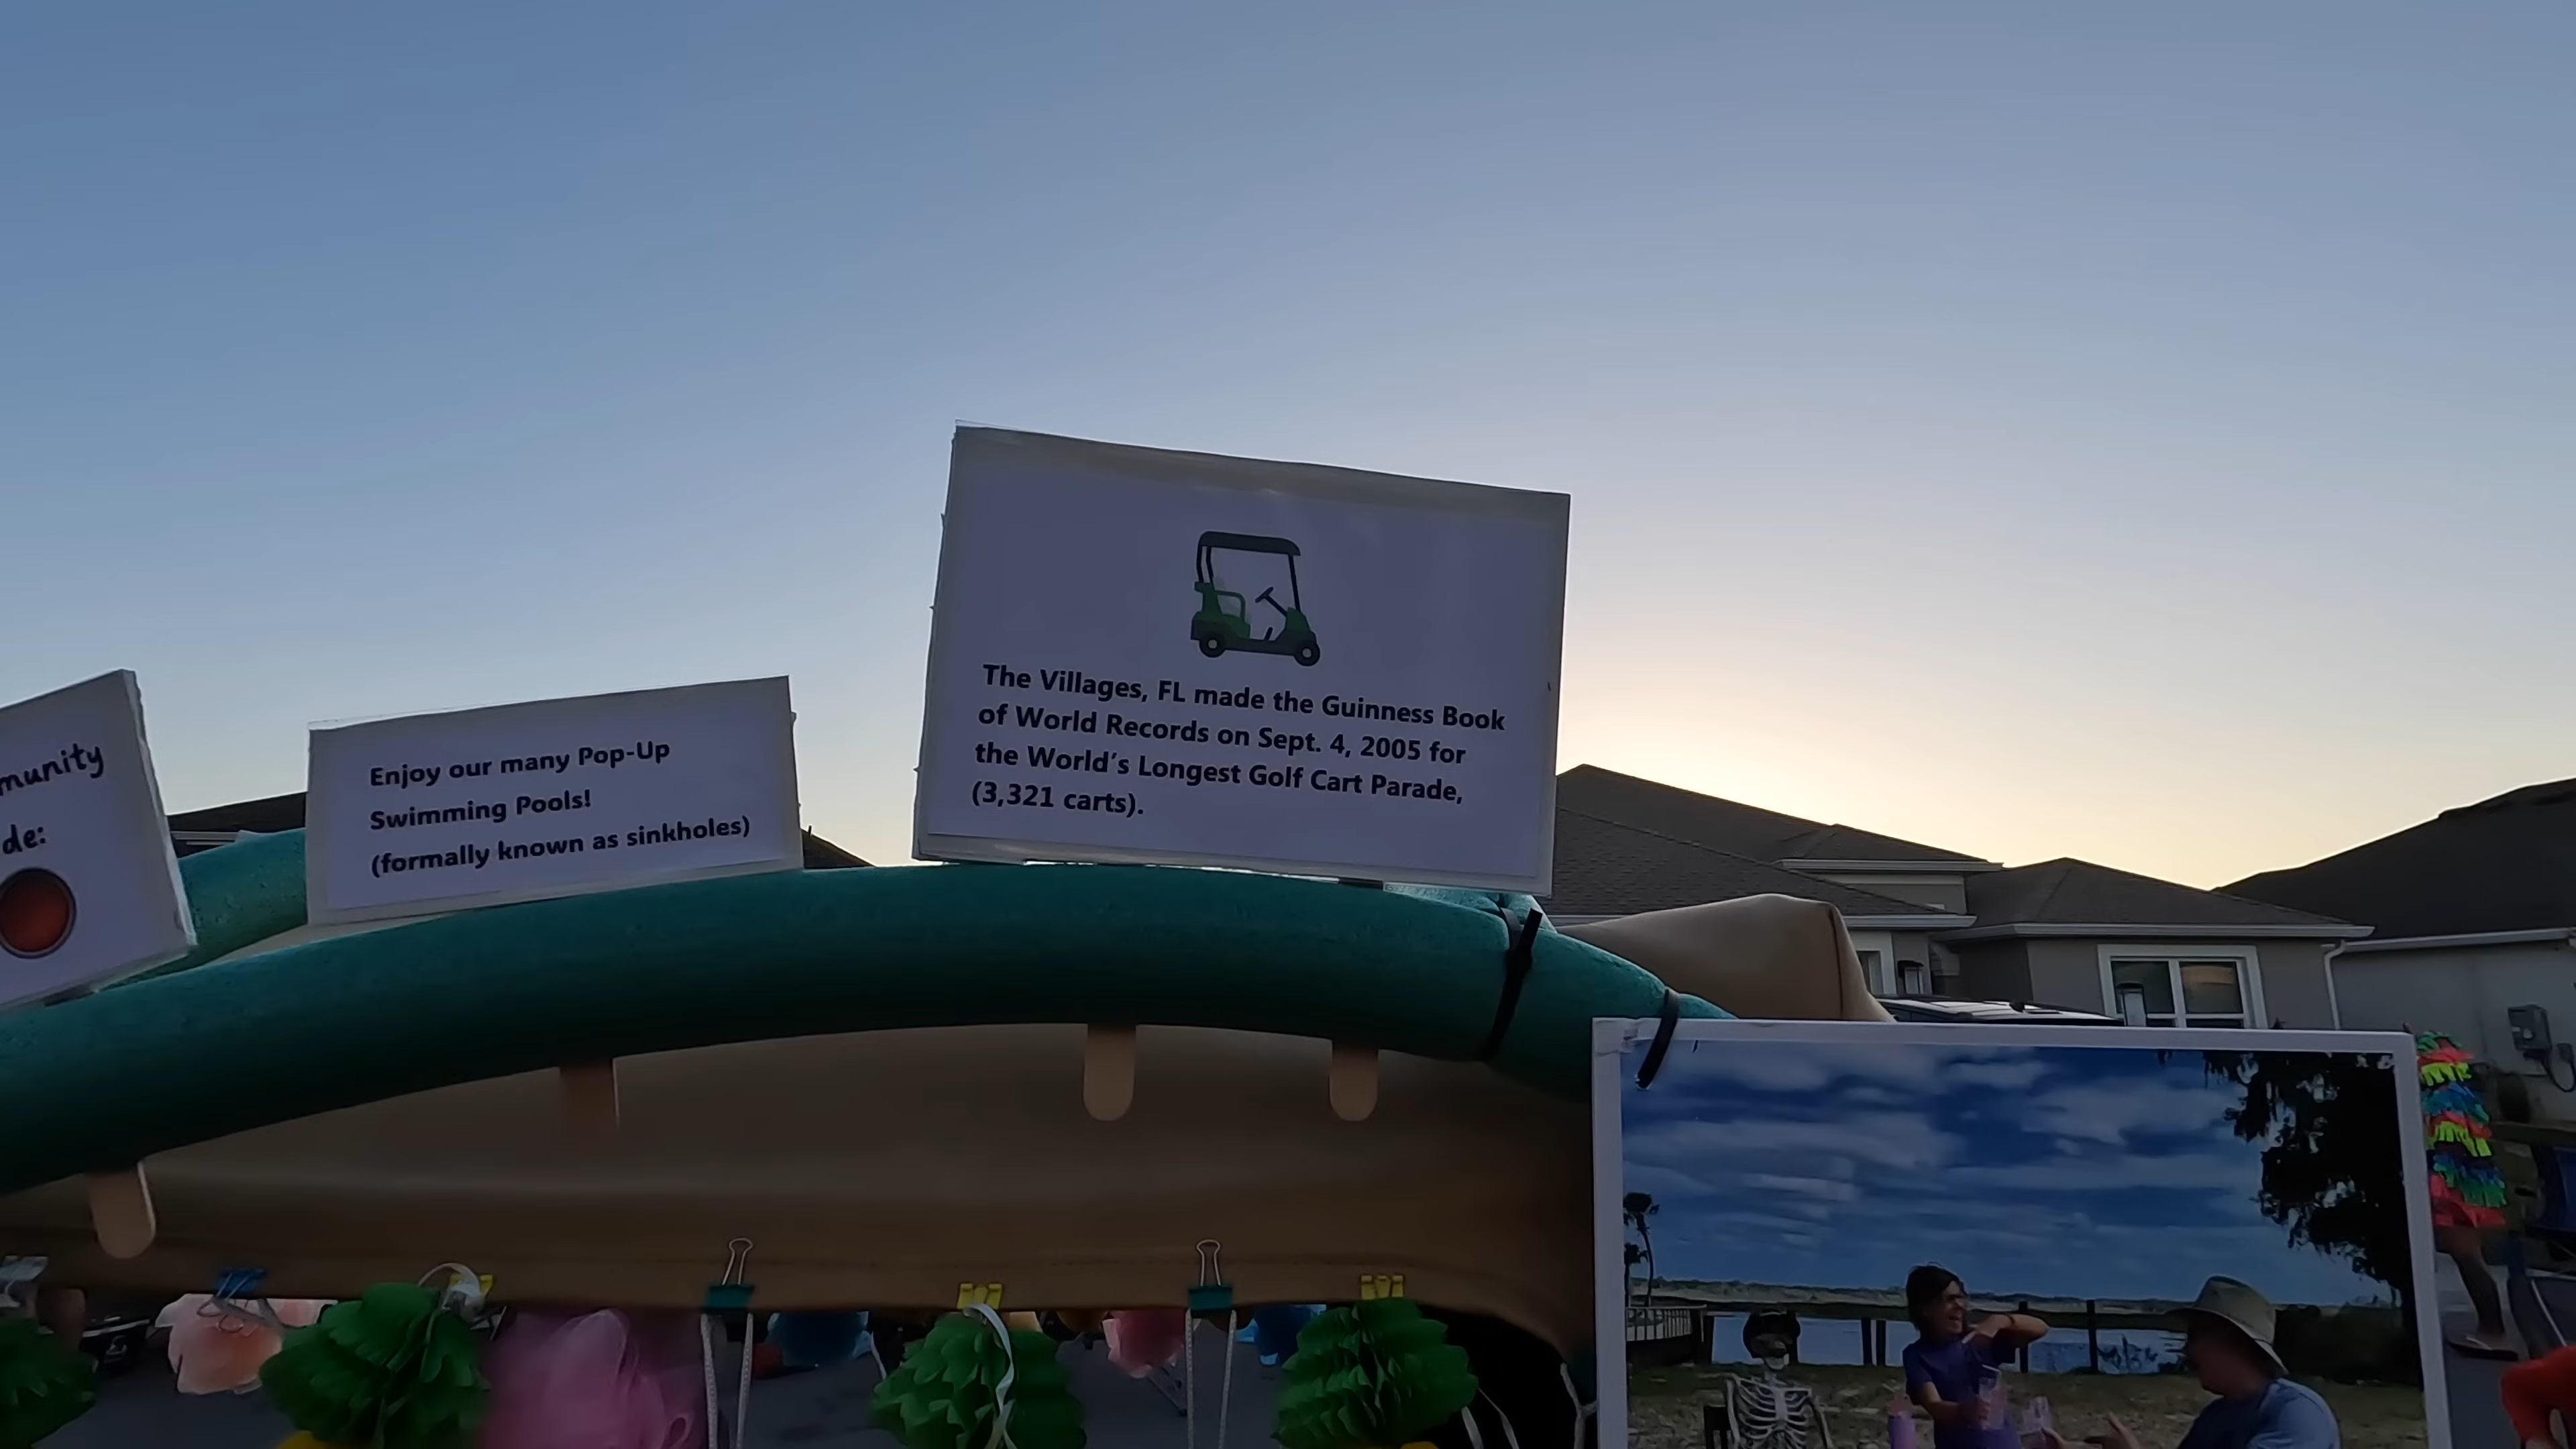 munity
de:
Enjoy our many Pop-Up
Swimming Pools!
(formally known as sinkholes)
The Villages, FL made the Guinness Book
of World Records on Sept. 4, 2005 for
the World's Longest Golf Cart Parade,
(3,321 carts).